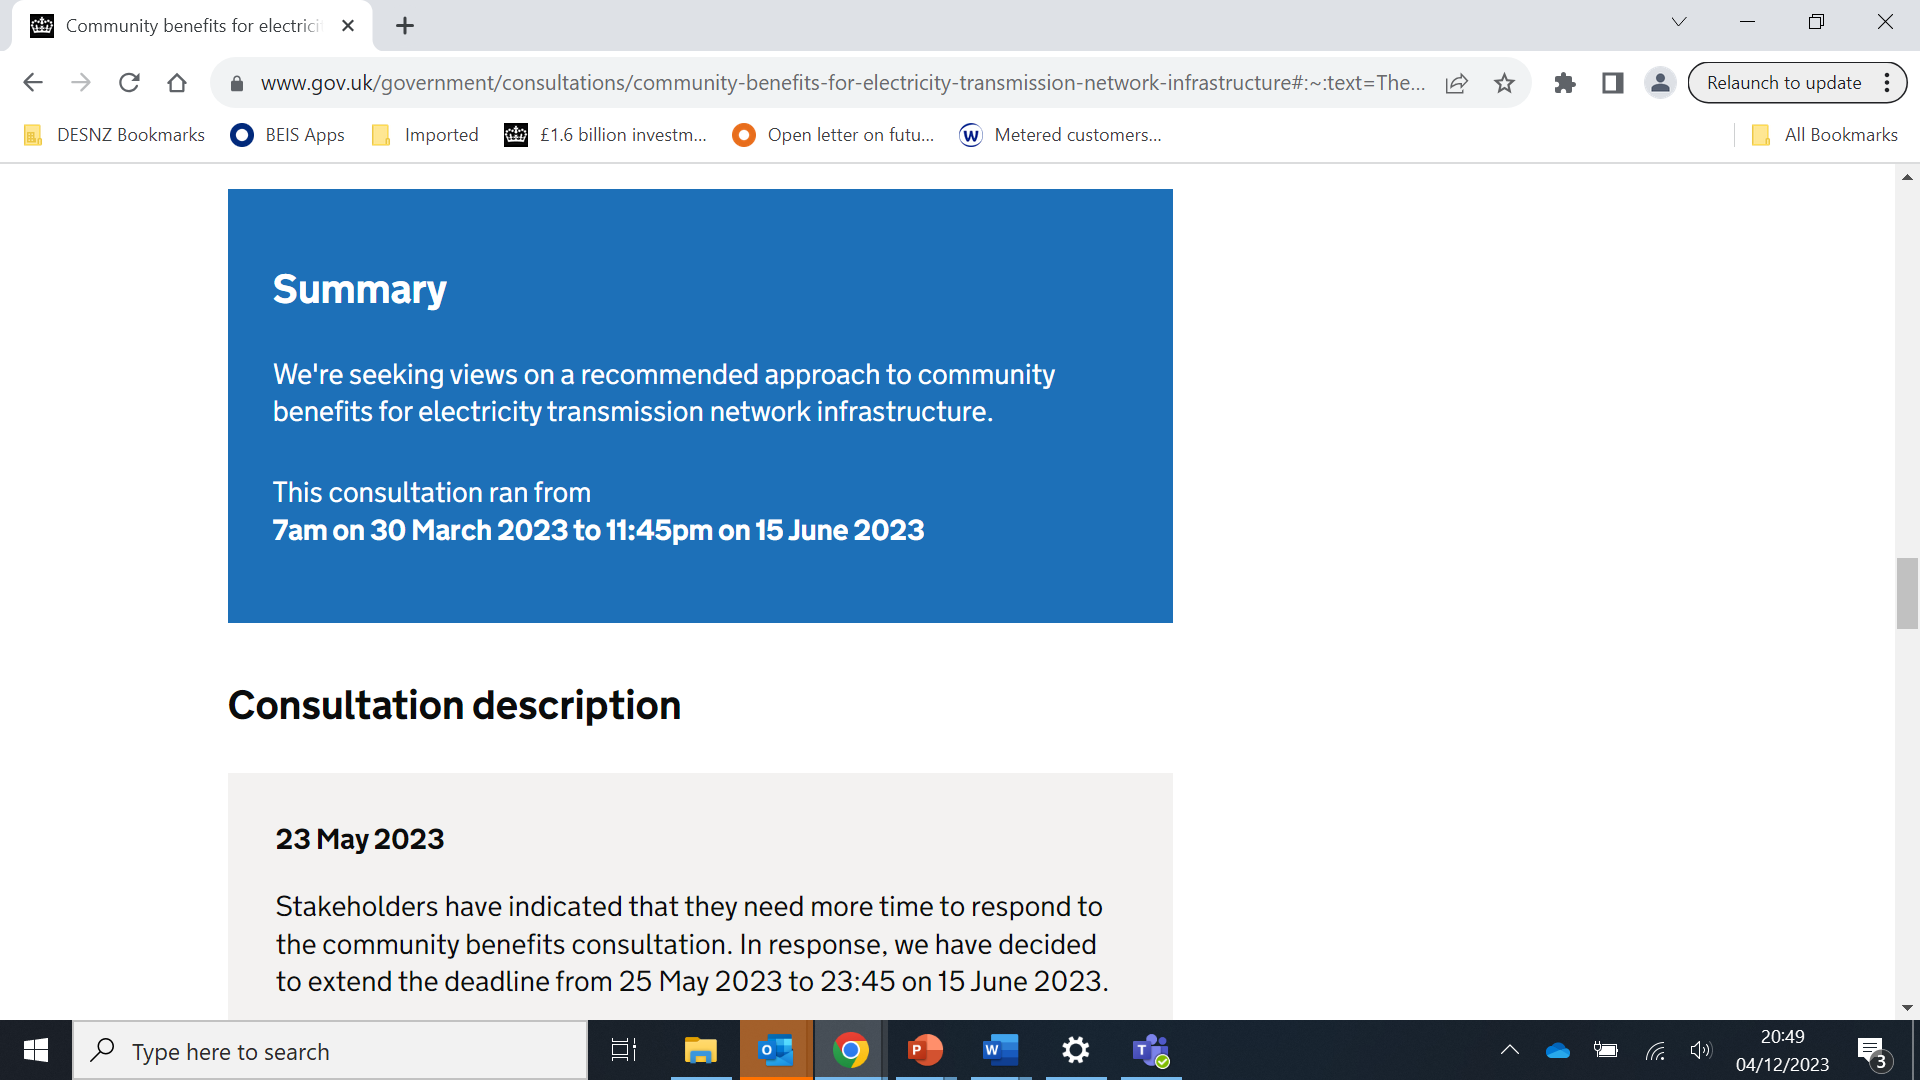 Community benefits for electricit
www.gov.uk/government/consultations/community-benefits-for-electricity-transmission-network-infrastructure#:~:text=The...
Relaunch to update
DESNZ Bookmarks
BEIS Apps
Imported
£1.6 billion investm...
Open letter on futu...
W
Metered customers...
All Bookmarks
Summary
We're seeking views on a recommended approach to community
benefits for electricity transmission network infrastructure.
This consultation ran from
7am on 30 March 2023 to 11:45pm on 15 June 2023
Consultation description
23 May 2023
Stakeholders have indicated that they need more time to respond to
the community benefits consultation. In response, we have decided
to extend the deadline from 25 May 2023 to 23:45 on 15 June 2023.
Type here to search
O
P
W
T
20:49
04/12/2023
3